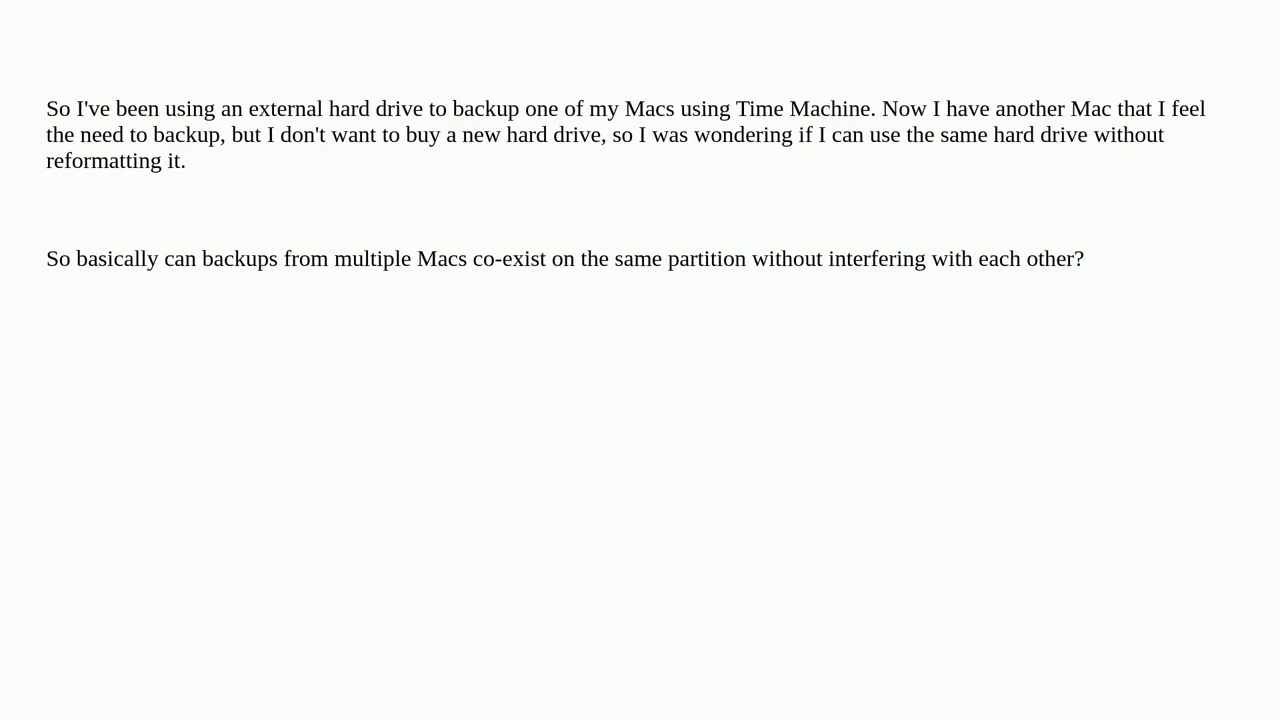 So I've been using an external hard drive to backup one of my Macs using Time Machine. Now I have another Mac that I feel
the need to backup, but I don't want to buy a new hard drive, so I was wondering if I can use the same hard drive without
reformatting it.
So basically can backups from multiple Macs co-exist on the same partition without interfering with each other?